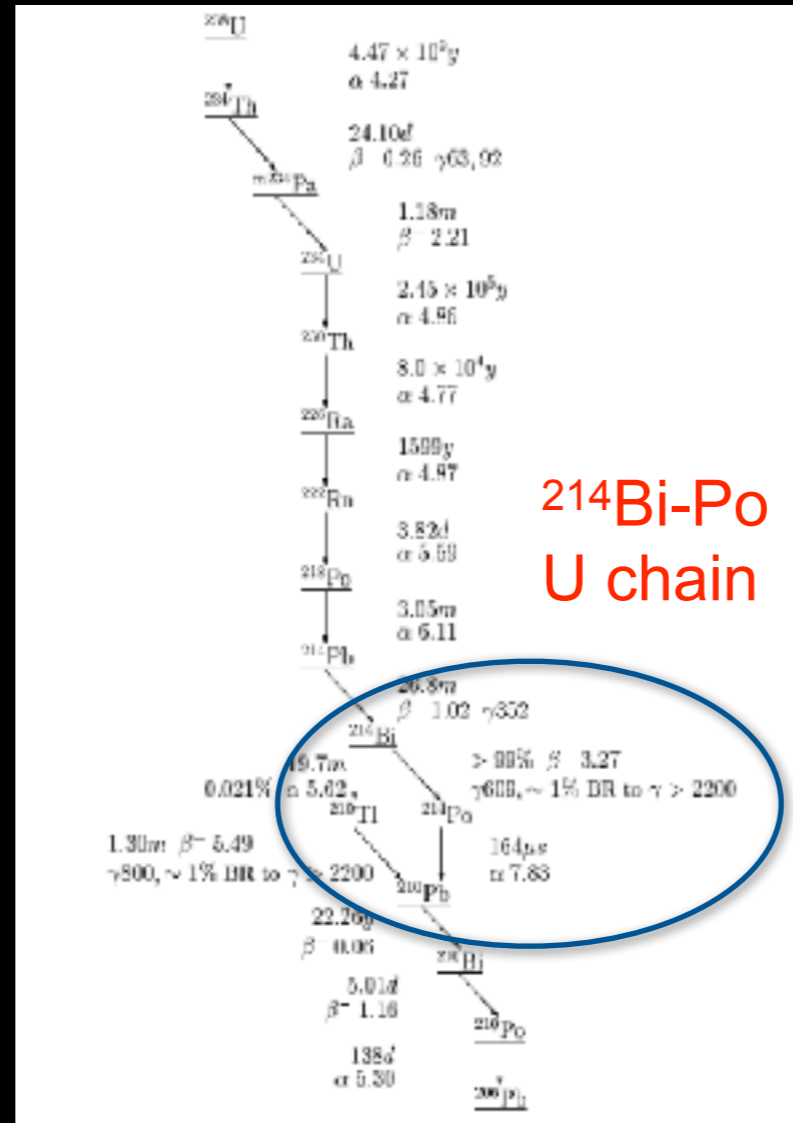 ²³⁸U
4.47 × 10⁹y
α 4.27
²³⁴Th
24.10d
β⁻ 0.26 γ63, 92
ᵐ²³⁴Pa
1.18m
β⁻ 2.21
²³⁴U
2.45 × 10⁵y
α 4.86
²³⁰Th
8.0 × 10⁴y
α 4.77
²²⁶Ra
1599y
α 4.87
²²²Rn
3.82d
α 5.59
²¹⁸Po
3.05m
α 6.11
²¹⁴Pb
26.8m
β⁻ 1.02 γ352
²¹⁴Bi
19.7m
0.021% α 5.62,
> 99% β⁻ 3.27
γ609, ~ 1% BR to γ > 2200
²¹⁰Tl
²¹⁴Po
1.30m β⁻ 5.49
γ800, ~ 1% BR to γ > 2200
164μs
α 7.83
²¹⁰Pb
22.26y
β⁻ 0.06
²¹⁰Bi
5.01d
β⁻ 1.16
²¹⁰Po
138d
α 5.30
²⁰⁶Pb
²¹⁴Bi-Po
U chain